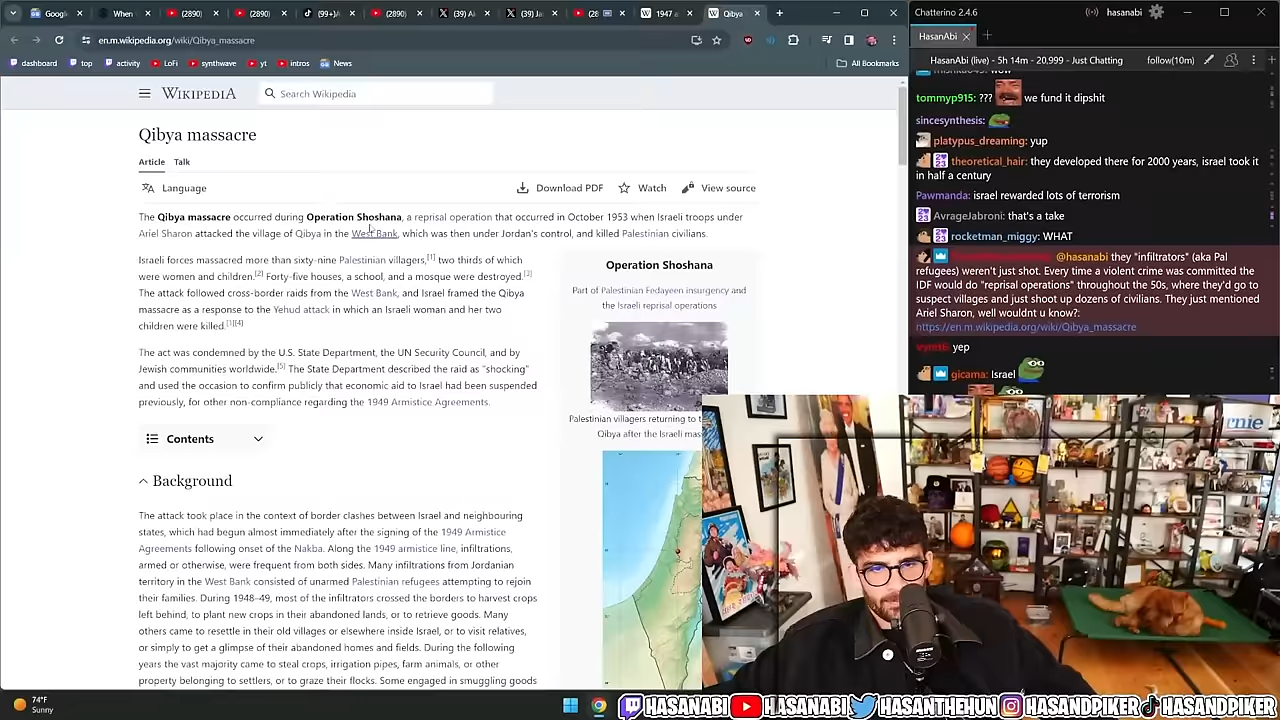 Google
When
(2890)
(2890)
(99+)
(2890)
(39) A
(39) Ja
(28
1947 a
Qibya
en.m.wikipedia.org/wiki/Qibya_massacre
dashboard
top
activity
LoFi
synthwave
yt
intros
News
All Bookmarks
WIKIPEDIA
Search Wikipedia
Qibya massacre
Article Talk
Language
Download PDF
Watch
View source
The Qibya massacre occurred during Operation Shoshana, a reprisal operation that occurred in October 1953 when Israeli troops under
Ariel Sharon attacked the village of Qibya in the West Bank, which was then under Jordan's control, and killed Palestinian civilians.
Israeli forces massacred more than sixty-nine Palestinian villagers,[1] two thirds of which
were women and children.[2] Forty-five houses, a school, and a mosque were destroyed.[3]
The attack followed cross-border raids from the West Bank, and Israel framed the Qibya
massacre as a response to the Yehud attack in which an Israeli woman and her two
children were killed.[1][4]
The act was condemned by the U.S. State Department, the UN Security Council, and by
Jewish communities worldwide.[5] The State Department described the raid as "shocking"
and used the occasion to confirm publicly that economic aid to Israel had been suspended
previously, for other non-compliance regarding the 1949 Armistice Agreements.
Operation Shoshana
Part of Palestinian Fedayeen insurgency and
the Israeli reprisal operations
Palestinian villagers returning to
Qibya after the Israeli
Contents
Background
The attack took place in the context of border clashes between Israel and neighbouring
states, which had begun almost immediately after the signing of the 1949 Armistice
Agreements following onset of the Nakba. Along the 1949 armistice line, infiltrations,
armed or otherwise, were frequent from both sides. Many infiltrations from Jordanian
territory in the West Bank consisted of unarmed Palestinian refugees attempting to rejoin
their families. During 1948–49, most of the infiltrators crossed the borders to harvest crops
left behind, to plant new crops in their abandoned lands, or to retrieve goods. Many
others came to resettle in their old villages or elsewhere inside Israel, or to visit relatives,
or simply to get a glimpse of their abandoned homes and fields. During the following
years the vast majority came to steal crops, irrigation pipes, farm animals, or other
property belonging to settlers, or to graze their flocks. Some engaged in smuggling goods
Chatterino 2.4.6
hasanabi
HasanAbi
HasanAbi (live) - 5h 14m - 20,999 - Just Chatting
follow(10m)
tommyp915: ??? we fund it dipshit
sincesynthesis:
platypus_dreaming: yup
theoretical_hair: they developed there for 2000 years, israel took it
in half a century
Pawmanda: israel rewarded lots of terrorism
AvrageJabroni: that's a take
rocketman_miggy: WHAT
@hasanabi they "infiltrators" (aka Pal
refugees) weren't just shot. Every time a violent crime was committed the
IDF would do "reprisal operations" throughout the 50s, where they'd go to
suspect villages and just shoot up dozens of civilians. They just mentioned
Ariel Sharon, well wouldnt u know?:
https://en.m.wikipedia.org/wiki/Qibya_massacre
yep
gicama: Israel
ernie
74°F
Sunny
HASANABI
HASANABI
HASANTHEHUN
HASANDPIKER
HASANDPIKER